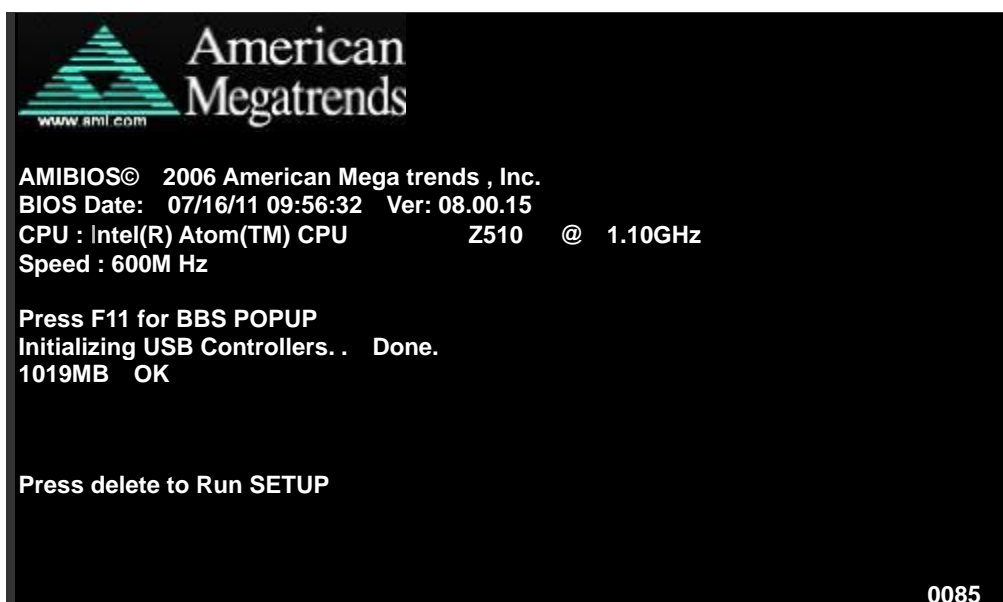 American
Megatrends
www.ami.com
AMIBIOS© 2006 American Mega trends , Inc.
BIOS Date: 07/16/11 09:56:32 Ver: 08.00.15
CPU : Intel(R) Atom(TM) CPU Z510 @ 1.10GHz
Speed : 600M Hz
Press F11 for BBS POPUP
Initializing USB Controllers. . Done.
1019MB OK
Press delete to Run SETUP
0085